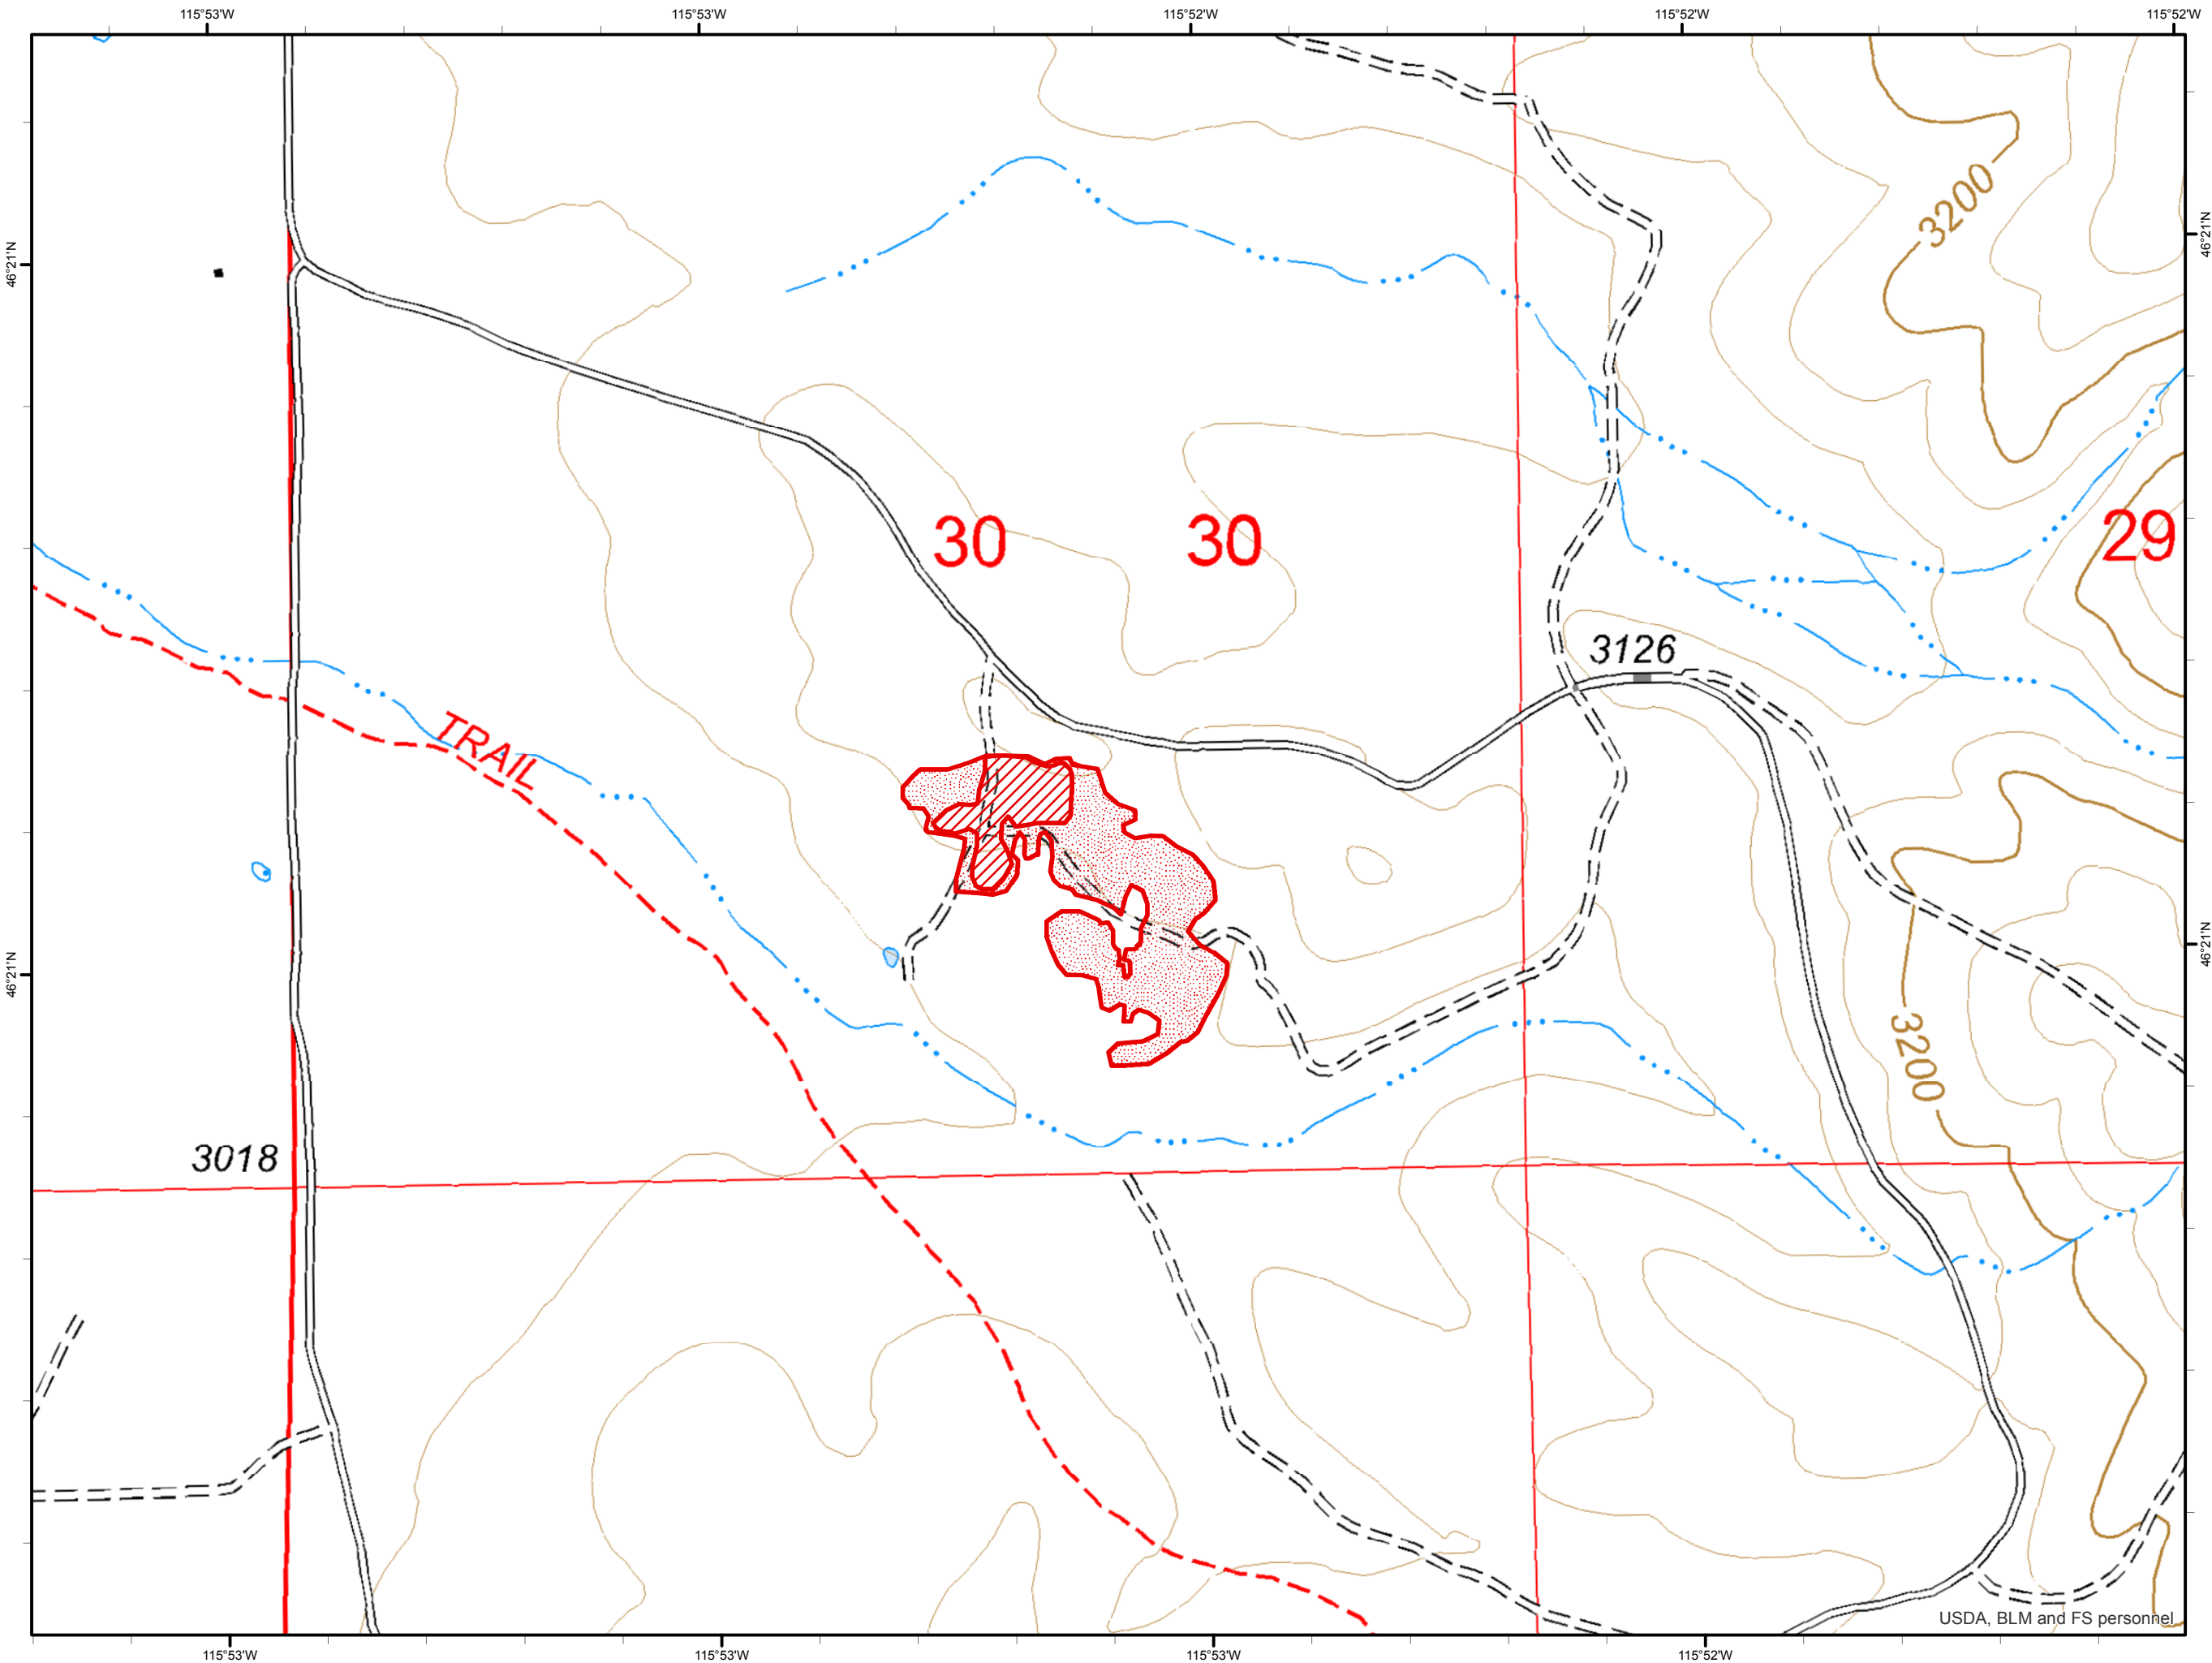 115°53'W 115°53'W 115°52'W 115°52'W 115°52'W
46°21'N 46°21'N
3200
30 30 29
3126
TRAIL
46°21'N 46°21'N
3200
3018
USDA, BLM and FS personnel
115°53'W 115°53'W 115°53'W 115°52'W